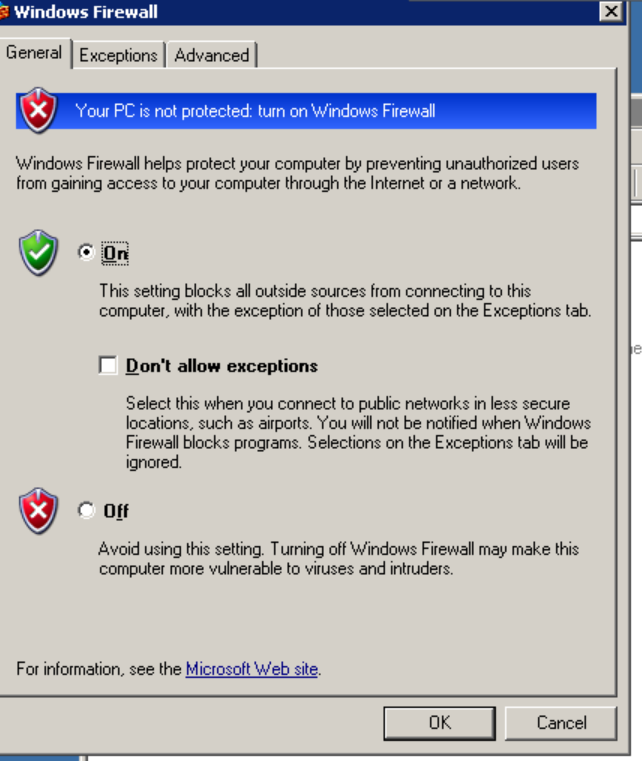 Windows Firewall
General Exceptions Advanced
Your PC is not protected: turn on Windows Firewall
Windows Firewall helps protect your computer by preventing unauthorized users
from gaining access to your computer through the Internet or a network.
On
This setting blocks all outside sources from connecting to this
computer, with the exception of those selected on the Exceptions tab.
Don't allow exceptions
Select this when you connect to public networks in less secure
locations, such as airports. You will not be notified when Windows
Firewall blocks programs. Selections on the Exceptions tab will be
ignored.
Off
Avoid using this setting. Turning off Windows Firewall may make this
computer more vulnerable to viruses and intruders.
For information, see the Microsoft Web site.
OK Cancel